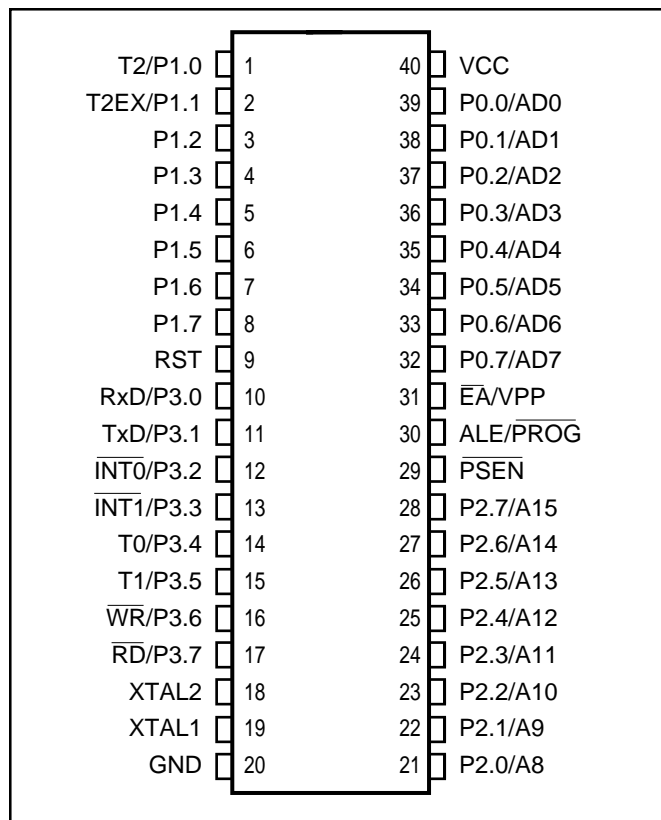 T2/P1.0 1 40 VCC
T2EX/P1.1 2 39 P0.0/AD0
P1.2 3 38 P0.1/AD1
P1.3 4 37 P0.2/AD2
P1.4 5 36 P0.3/AD3
P1.5 6 35 P0.4/AD4
P1.6 7 34 P0.5/AD5
P1.7 8 33 P0.6/AD6
RST 9 32 P0.7/AD7
RxD/P3.0 10 31 E̅A̅/VPP
TxD/P3.1 11 30 ALE/P̅R̅O̅G̅
I̅N̅T̅0̅/P3.2 12 29 P̅S̅E̅N̅
I̅N̅T̅1̅/P3.3 13 28 P2.7/A15
T0/P3.4 14 27 P2.6/A14
T1/P3.5 15 26 P2.5/A13
W̅R̅/P3.6 16 25 P2.4/A12
R̅D̅/P3.7 17 24 P2.3/A11
XTAL2 18 23 P2.2/A10
XTAL1 19 22 P2.1/A9
GND 20 21 P2.0/A8